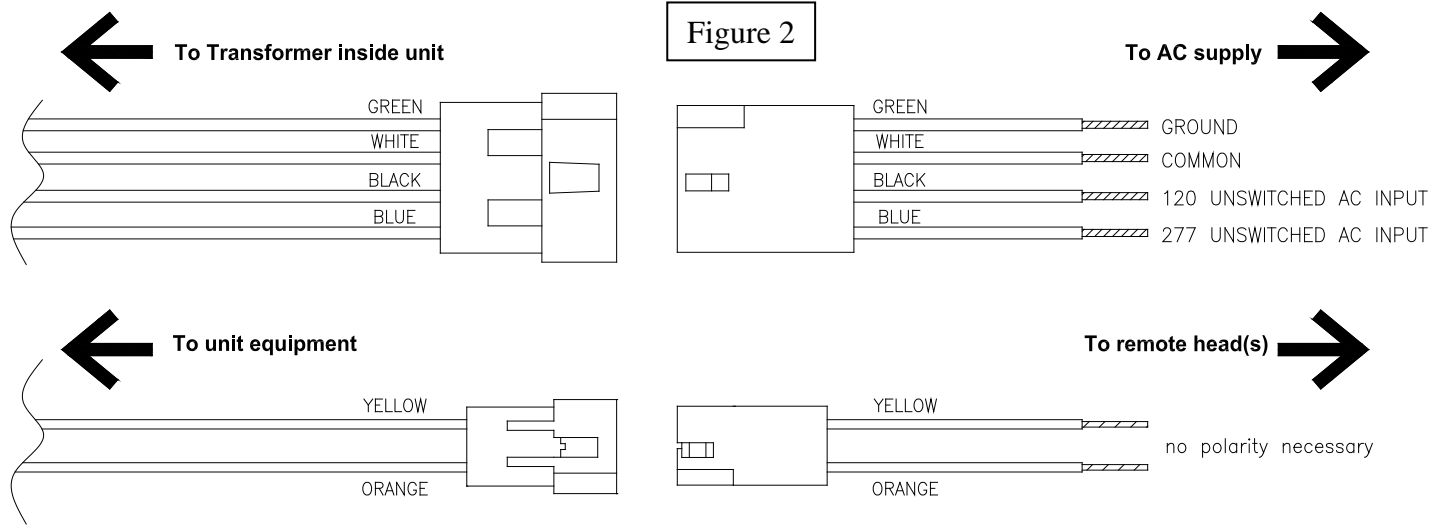 Figure 2
To Transformer inside unit
To AC supply
GREEN
WHITE
BLACK
BLUE
GREEN
WHITE
BLACK
BLUE
GROUND
COMMON
120 UNSWITCHED AC INPUT
277 UNSWITCHED AC INPUT
To unit equipment
To remote head(s)
YELLOW
ORANGE
YELLOW
ORANGE
no polarity necessary